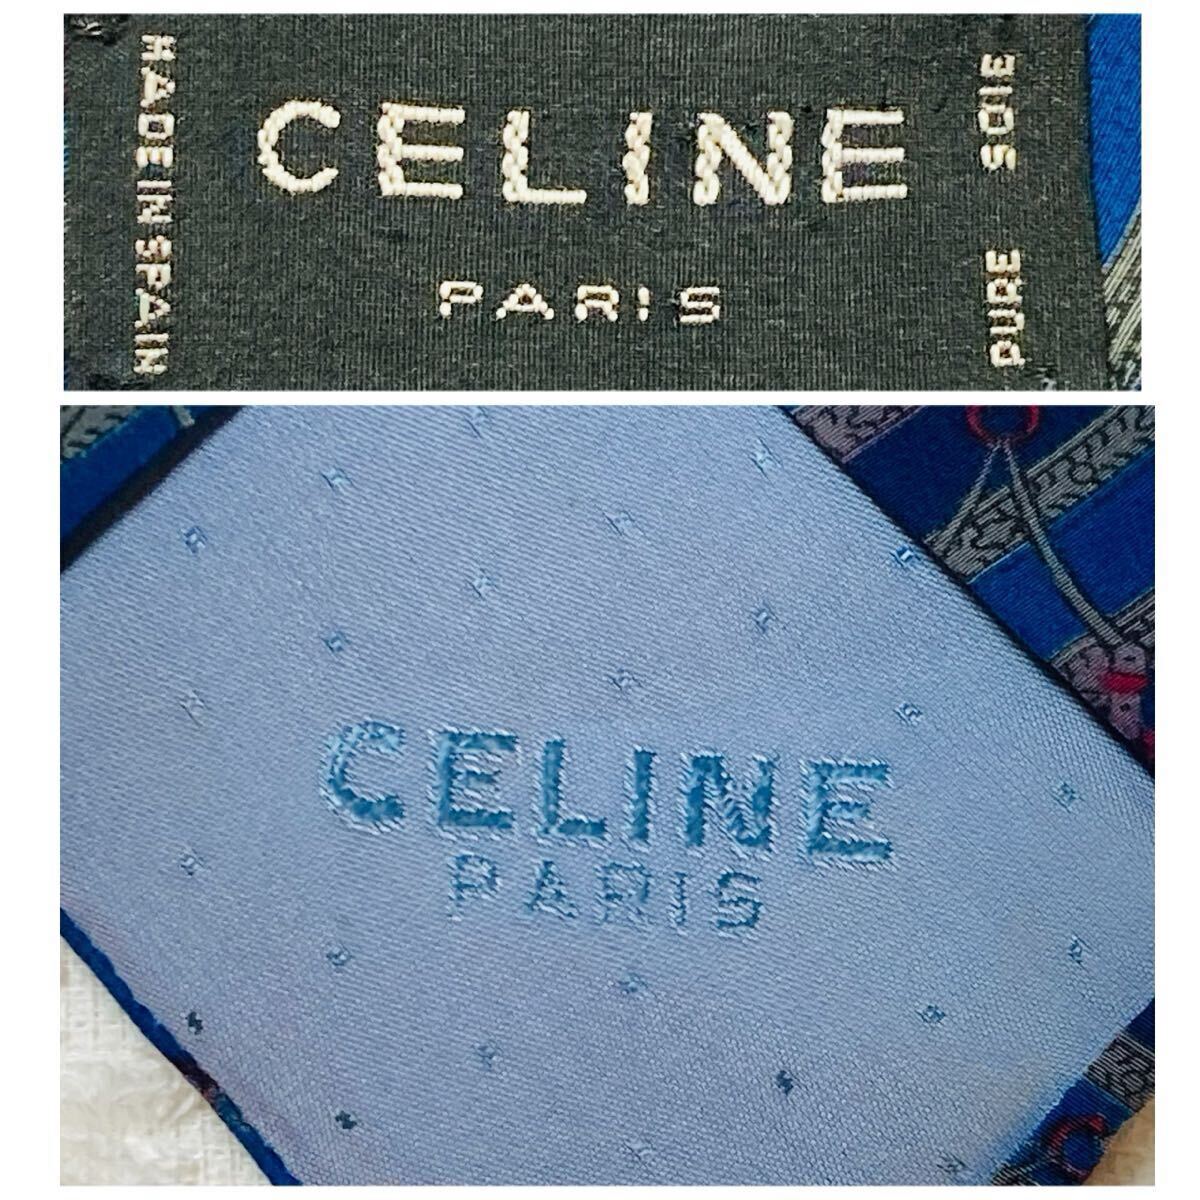 MADE IN SPAIN
CELINE
PARIS
PURE SOIE
CELINE
PARIS